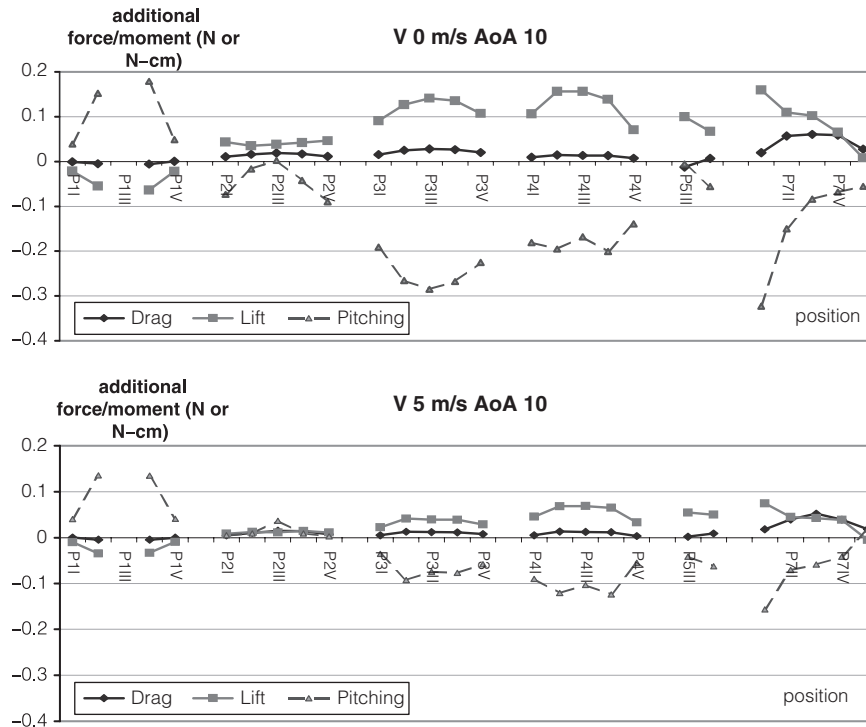 additional
force/moment (N or
N–cm)
V 0 m/s AoA 10
0.2
0.1
0
–0.1
–0.2
–0.3
–0.4
P1I
P1III
P1V
P2I
P2III
P2V
P3I
P3III
P3V
P4I
P4III
P4V
P5III
P7II
P7IV
Drag
Lift
Pitching
position
additional
force/moment (N or
N–cm)
V 5 m/s AoA 10
0.2
0.1
0
–0.1
–0.2
–0.3
–0.4
P1I
P1III
P1V
P2I
P2III
P2V
P3I
P3III
P3V
P4I
P4III
P4V
P5III
P7I
P7IV
Drag
Lift
Pitching
position